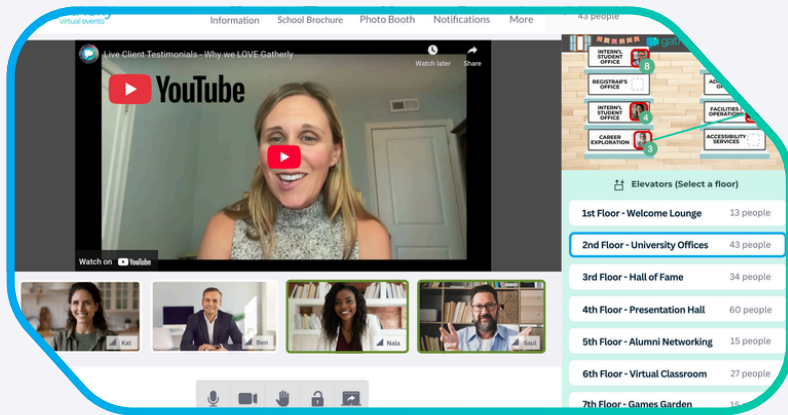 virtual events
Information
School Brochure
Photo Booth
Notifications
More
43 people
Live Client Testimonials - Why we LOVE Gatherly
Watch later
Share
YouTube
Watch on YouTube
Kat
Ben
Nala
Saul
INTERN'L
STUDENT
OFFICE
8
REGISTRAR'S
OFFICE
INTERN'L
STUDENT
OFFICE
4
FACILITIES /
OPERATIONS
CAREER
EXPLORATION
3
ACCESSIBILITY
SERVICES
Elevators (Select a floor)
1st Floor - Welcome Lounge 13 people
2nd Floor - University Offices 43 people
3rd Floor - Hall of Fame 34 people
4th Floor - Presentation Hall 60 people
5th Floor - Alumni Networking 15 people
6th Floor - Virtual Classroom 27 people
7th Floor - Games Garden